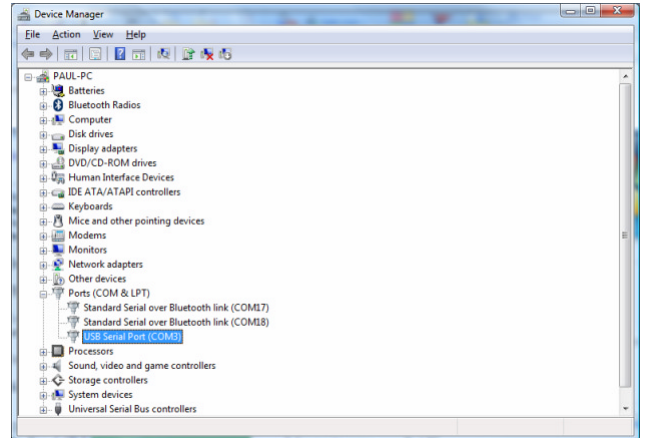 Device Manager
File Action View Help
PAUL-PC
Batteries
Bluetooth Radios
Computer
Disk drives
Display adapters
DVD/CD-ROM drives
Human Interface Devices
IDE ATA/ATAPI controllers
Keyboards
Mice and other pointing devices
Modems
Monitors
Network adapters
Other devices
Ports (COM & LPT)
Standard Serial over Bluetooth link (COM17)
Standard Serial over Bluetooth link (COM18)
USB Serial Port (COM3)
Processors
Sound, video and game controllers
Storage controllers
System devices
Universal Serial Bus controllers